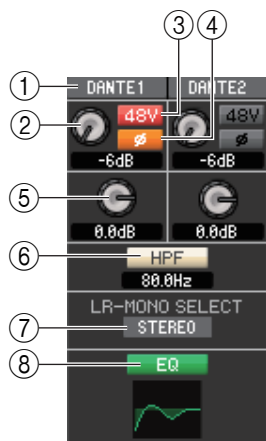 ③ ④
① DANTE1 DANTE2
② 48V 48V
ø ø
-6dB -6dB
⑤
0.0dB 0.0dB
⑥ HPF
80.0Hz
LR-MONO SELECT
⑦ STEREO
⑧ EQ